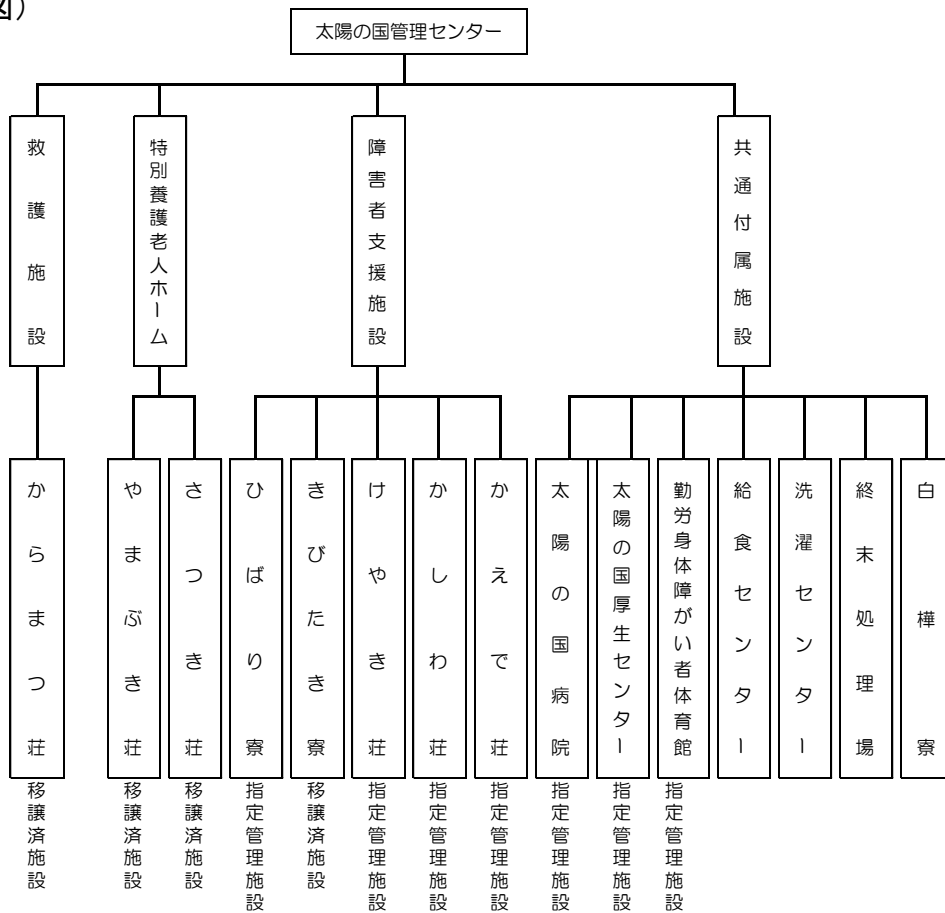 図）
太陽の国管理センター
救護施設
特別養護老人ホーム
障害者支援施設
共通付属施設
からまつ荘
やまぶき荘
さつき荘
ひばり寮
きびたき寮
けやき荘
かしわ荘
かえで荘
太陽の国病院
太陽の国厚生センター
勤労身体障がい者体育館
給食センター
洗濯センター
終末処理場
白樺寮
移譲済施設
移譲済施設
移譲済施設
指定管理施設
移譲済施設
指定管理施設
指定管理施設
指定管理施設
指定管理施設
指定管理施設
指定管理施設